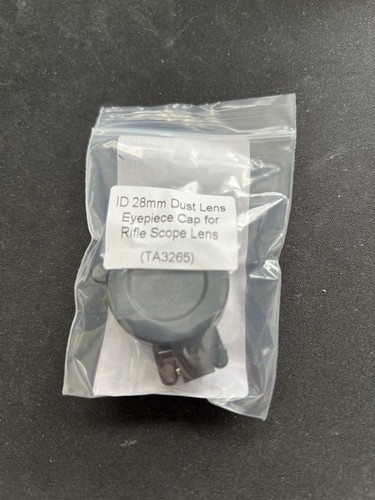 ID 28mm Dust Lens
Eyepiece Cap for
Rifle Scope Lens
(TA3265)